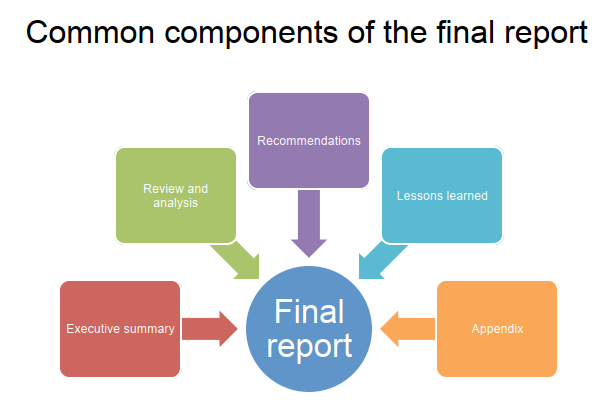 Common components of the final report
Recommendations
Review and
analysis
Lessons learned
Executive summary
Final
report
Appendix